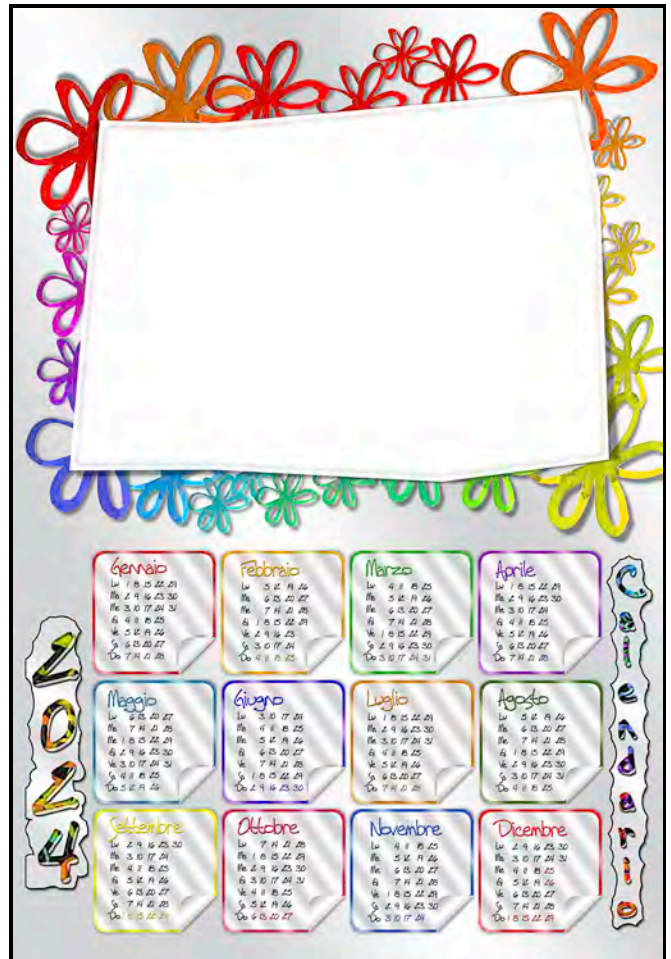 2024
Gennaio
Lu 1 8 15 22 29
Ma 2 9 16 23 30
Me 3 10 17 24 31
Gi 4 11 18 25
Ve 5 12 19 26
Sa 6 13 20 27
Do 7 14 21 28
Febbraio
Lu 5 12 19 26
Ma 6 13 20 27
Me 7 14 21 28
Gi 1 8 15 22 29
Ve 2 9 16 23
Sa 3 10 17 24
Do 4 11 18 25
Marzo
Lu 4 11 18 25
Ma 5 12 19 26
Me 6 13 20 27
Gi 7 14 21 28
Ve 1 8 15 22 29
Sa 2 9 16 23 30
Do 3 10 17 24 31
Aprile
Lu 1 8 15 22 29
Ma 2 9 16 23 30
Me 3 10 17 24
Gi 4 11 18 25
Ve 5 12 19 26
Sa 6 13 20 27
Do 7 14 21 28
Maggio
Lu 6 13 20 27
Ma 7 14 21 28
Me 1 8 15 22 29
Gi 2 9 16 23 30
Ve 3 10 17 24 31
Sa 4 11 18 25
Do 5 12 19 26
Giugno
Lu 3 10 17 24
Ma 4 11 18 25
Me 5 12 19 26
Gi 6 13 20 27
Ve 7 14 21 28
Sa 1 8 15 22 29
Do 2 9 16 23 30
Luglio
Lu 1 8 15 22 29
Ma 2 9 16 23 30
Me 3 10 17 24 31
Gi 4 11 18 25
Ve 5 12 19 26
Sa 6 13 20 27
Do 7 14 21 28
Agosto
Lu 5 12 19 26
Ma 6 13 20 27
Me 7 14 21 28
Gi 1 8 15 22 29
Ve 2 9 16 23 30
Sa 3 10 17 24 31
Do 4 11 18 25
Settembre
Lu 2 9 16 23 30
Ma 3 10 17 24
Me 4 11 18 25
Gi 5 12 19 26
Ve 6 13 20 27
Sa 7 14 21 28
Do 1 8 15 22 29
Ottobre
Lu 7 14 21 28
Ma 1 8 15 22 29
Me 2 9 16 23 30
Gi 3 10 17 24 31
Ve 4 11 18 25
Sa 5 12 19 26
Do 6 13 20 27
Novembre
Lu 4 11 18 25
Ma 5 12 19 26
Me 6 13 20 27
Gi 7 14 21 28
Ve 1 8 15 22 29
Sa 2 9 16 23 30
Do 3 10 17 24
Dicembre
Lu 2 9 16 23 30
Ma 3 10 17 24 31
Me 4 11 18 25
Gi 5 12 19 26
Ve 6 13 20 27
Sa 7 14 21 28
Do 1 8 15 22 29
Calendario